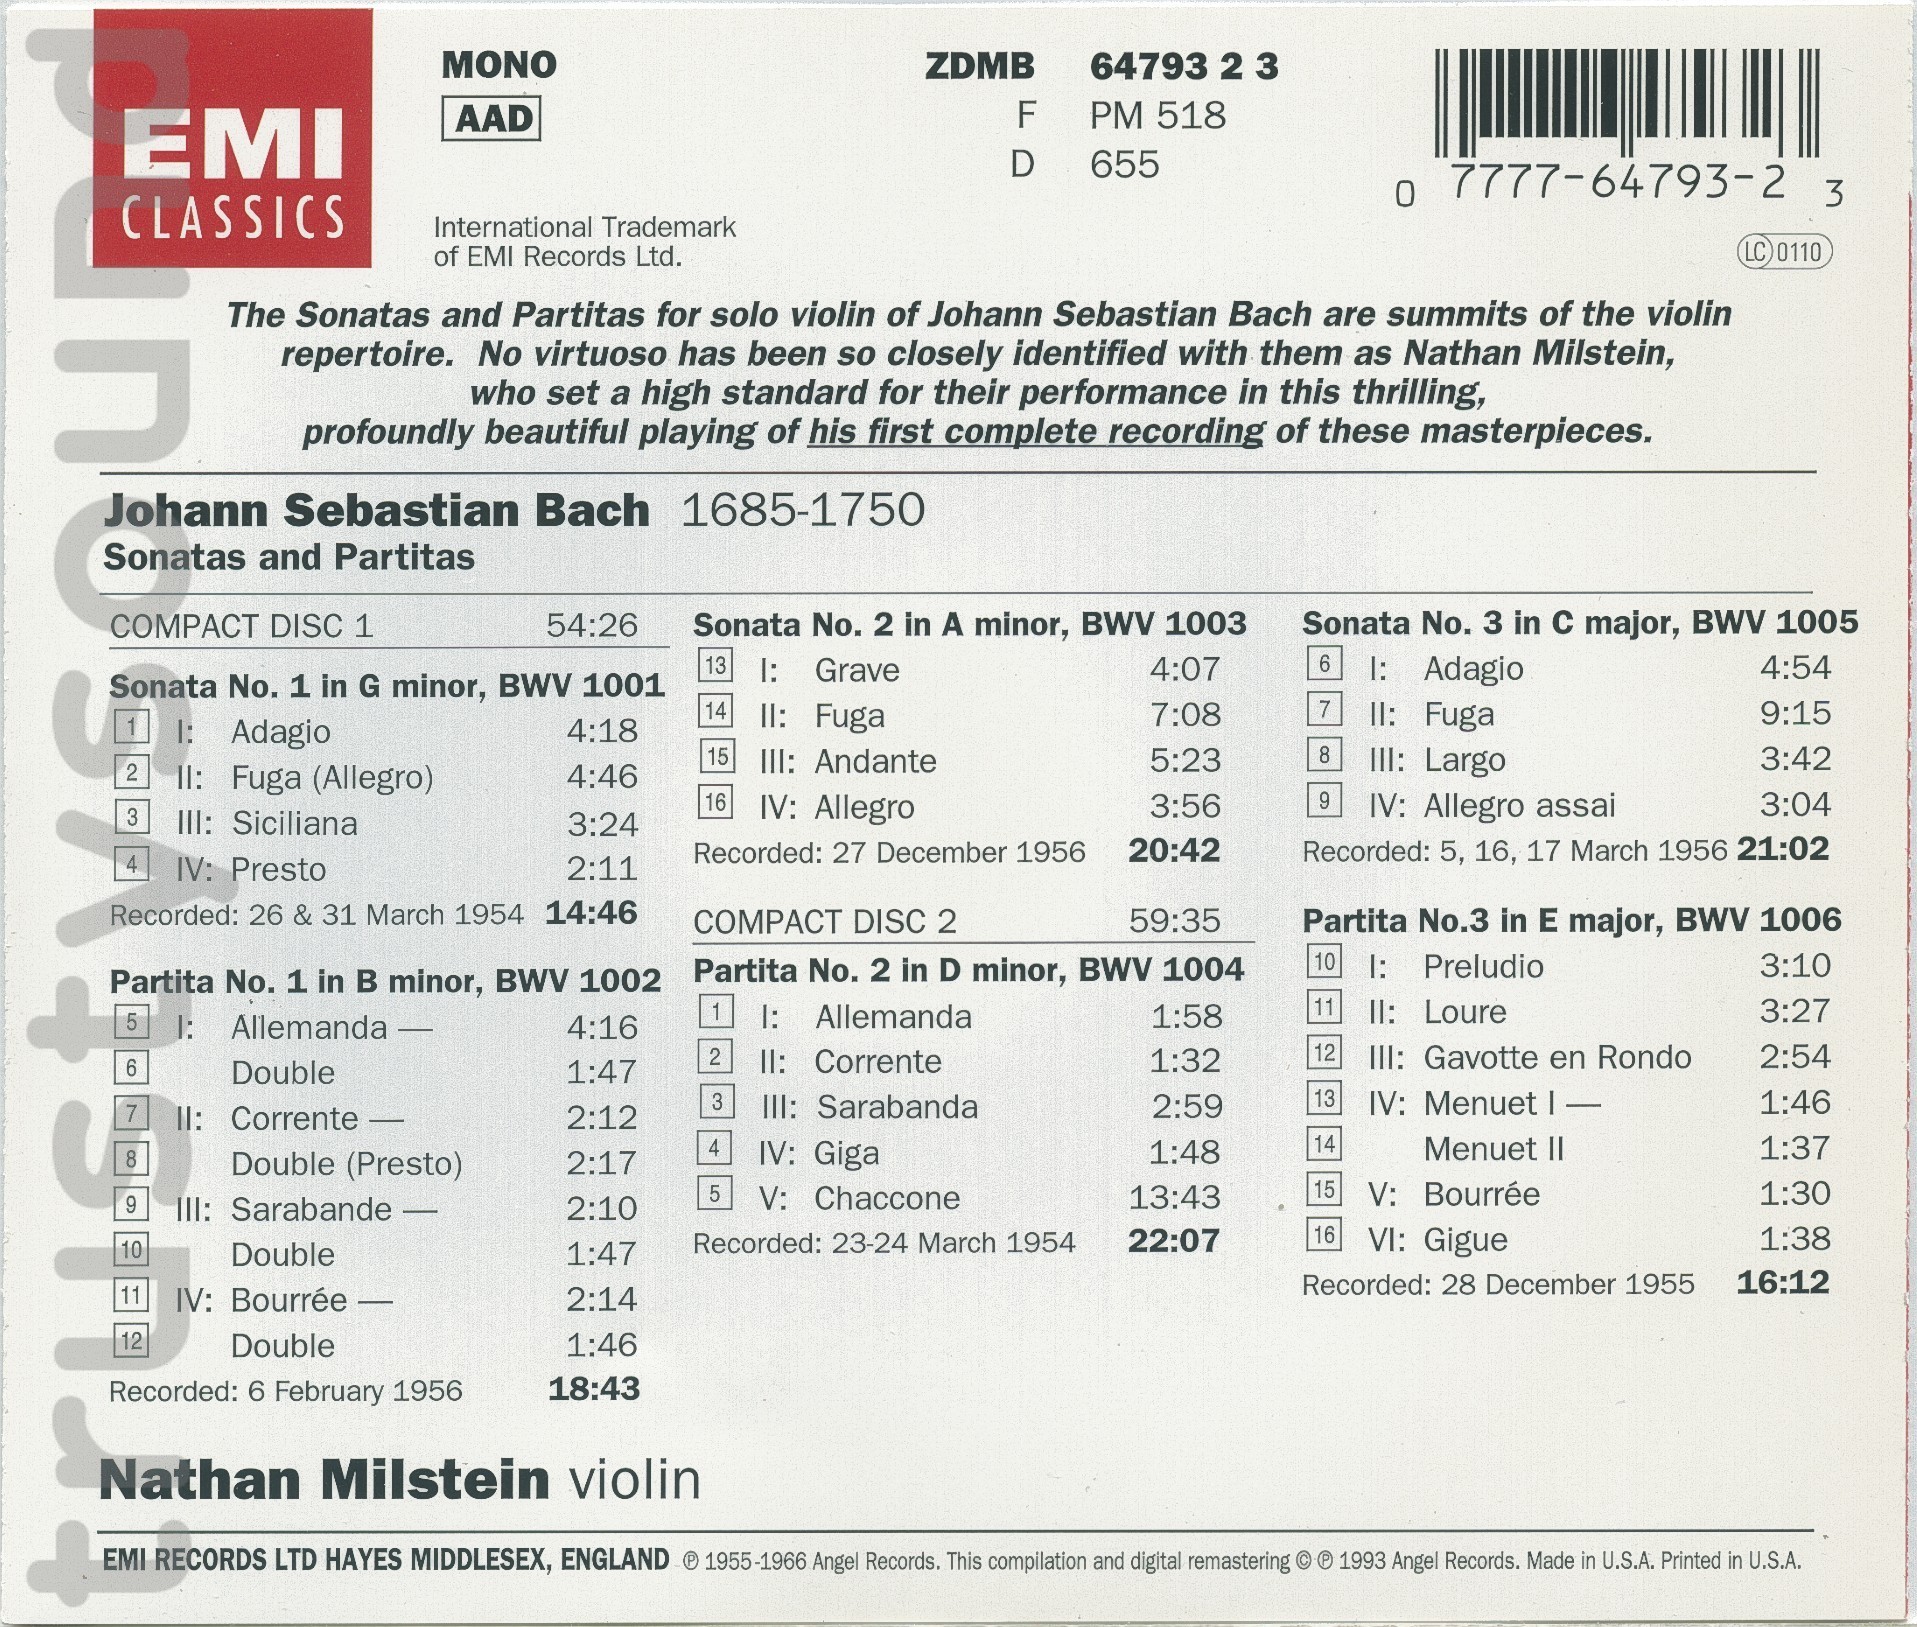 EMI
CLASSICS
MONO
AAD
International Trademark
of EMI Records Ltd.
ZDMB 64793 2 3
F PM 518
D 655
0 7777-64793-2 3
LC 0110
The Sonatas and Partitas for solo violin of Johann Sebastian Bach are summits of the violin
repertoire. No virtuoso has been so closely identified with them as Nathan Milstein,
who set a high standard for their performance in this thrilling,
profoundly beautiful playing of his first complete recording of these masterpieces.
Johann Sebastian Bach 1685-1750
Sonatas and Partitas
COMPACT DISC 1 54:26
Sonata No. 1 in G minor, BWV 1001
1 I: Adagio 4:18
2 II: Fuga (Allegro) 4:46
3 III: Siciliana 3:24
4 IV: Presto 2:11
Recorded: 26 & 31 March 1954 14:46
Partita No. 1 in B minor, BWV 1002
5 I: Allemanda — 4:16
6 Double 1:47
7 II: Corrente — 2:12
8 Double (Presto) 2:17
9 III: Sarabande — 2:10
10 Double 1:47
11 IV: Bourrée — 2:14
12 Double 1:46
Recorded: 6 February 1956 18:43
Sonata No. 2 in A minor, BWV 1003
13 I: Grave 4:07
14 II: Fuga 7:08
15 III: Andante 5:23
16 IV: Allegro 3:56
Recorded: 27 December 1956 20:42
COMPACT DISC 2 59:35
Partita No. 2 in D minor, BWV 1004
1 I: Allemanda 1:58
2 II: Corrente 1:32
3 III: Sarabanda 2:59
4 IV: Giga 1:48
5 V: Chaccone 13:43
Recorded: 23-24 March 1954 22:07
Sonata No. 3 in C major, BWV 1005
6 I: Adagio 4:54
7 II: Fuga 9:15
8 III: Largo 3:42
9 IV: Allegro assai 3:04
Recorded: 5, 16, 17 March 1956 21:02
Partita No.3 in E major, BWV 1006
10 I: Preludio 3:10
11 II: Loure 3:27
12 III: Gavotte en Rondo 2:54
13 IV: Menuet I — 1:46
14 Menuet II 1:37
15 V: Bourrée 1:30
16 VI: Gigue 1:38
Recorded: 28 December 1955 16:12
Nathan Milstein violin
EMI RECORDS LTD HAYES MIDDLESEX, ENGLAND ℗ 1955-1966 Angel Records. This compilation and digital remastering © ℗ 1993 Angel Records. Made in U.S.A. Printed in U.S.A.
trustysound